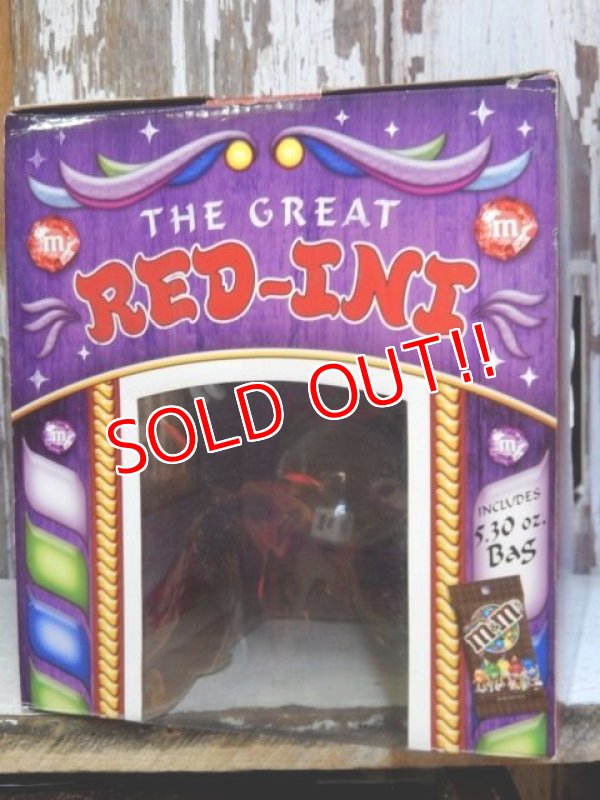 THE GREAT
RED-INI
m
m
SOLD OUT!!
m
m
INCLUDES
5.30 oz.
Bag
m&m's